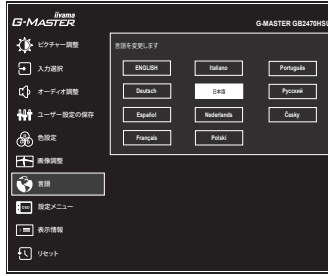 iiyama
G-MASTER
G-MASTER GB2470HSU
ピクチャー調整
入力選択
オーディオ調整
ユーザー設定の保存
色設定
画像調整
言語
設定メニュー
表示情報
リセット
言語を変更します
ENGLISH Italiano Português
Deutsch 日本語 Русский
Español Nederlands Česky
Français Polski
OSD